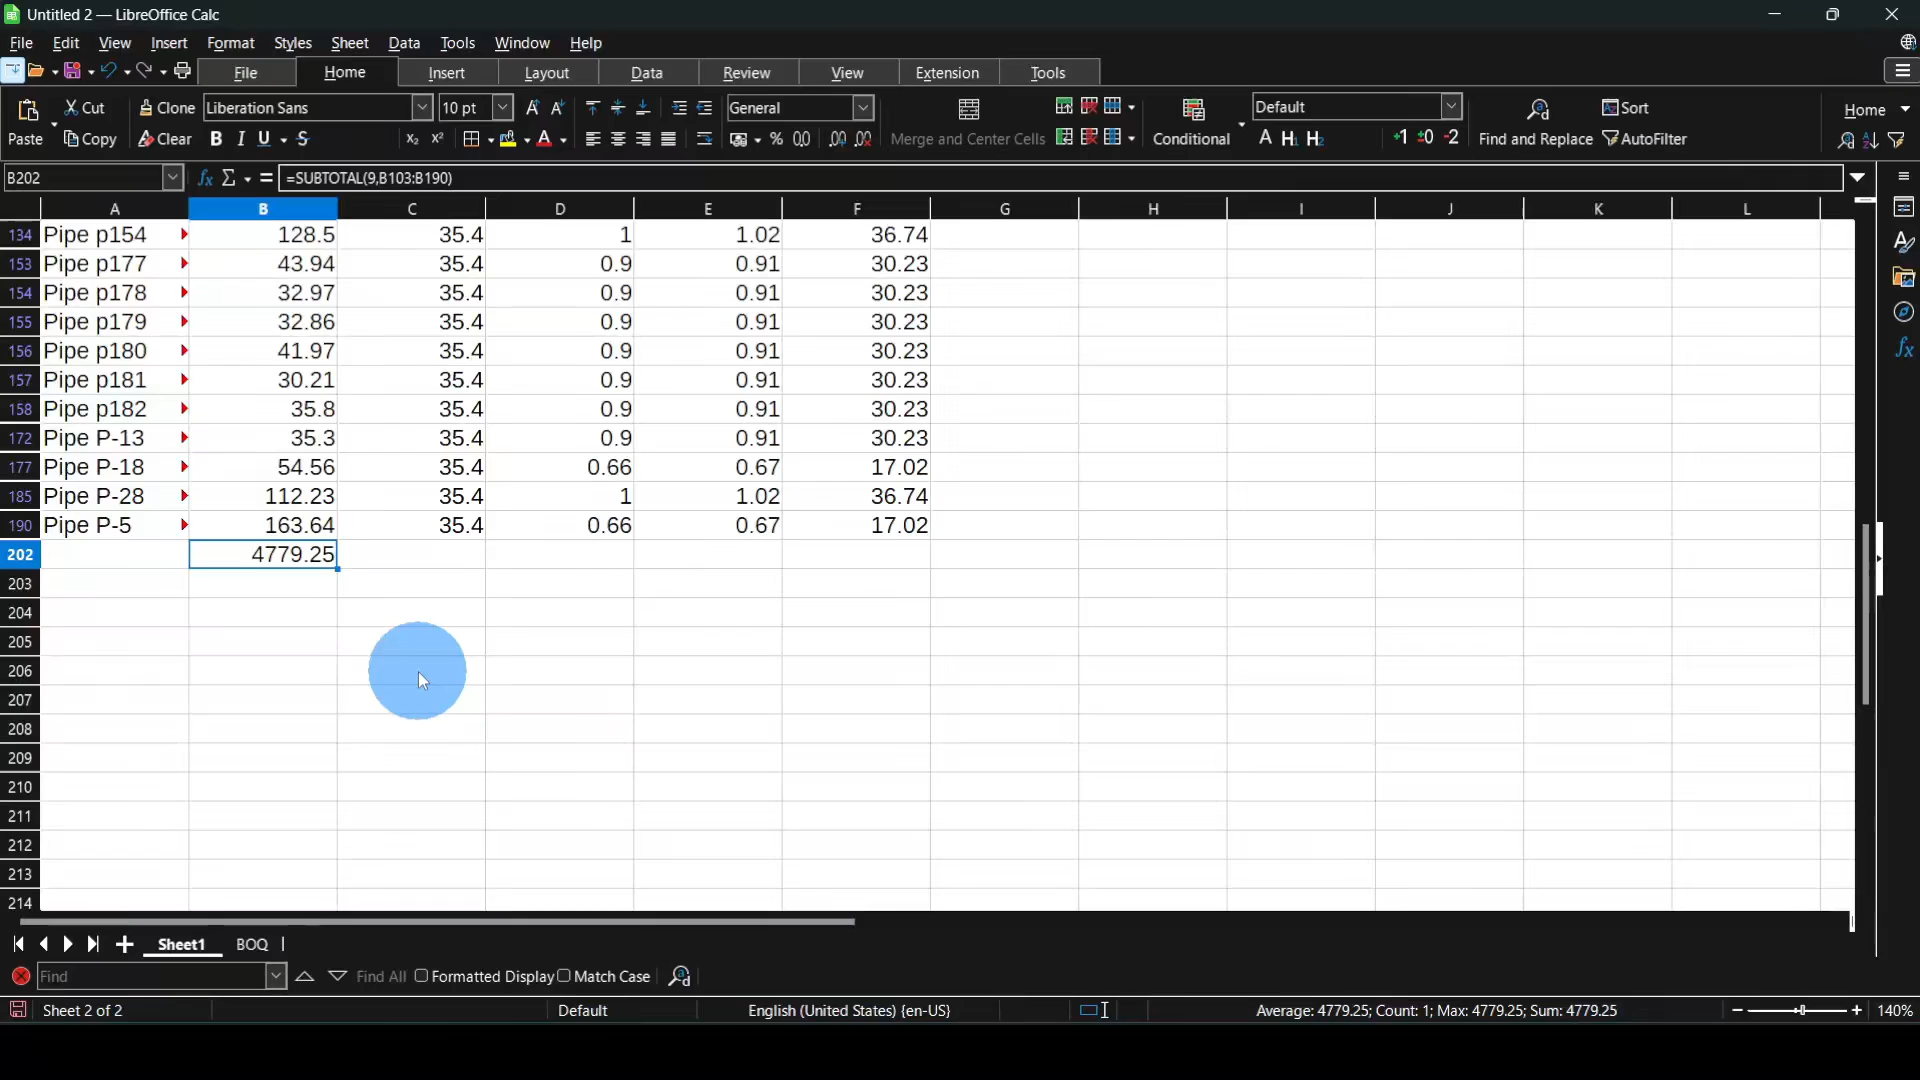 Untitled 2 — LibreOffice Calc
File Edit View Insert Format Styles Sheet Data Tools Window Help
File Home Insert Layout Data Review View Extension Tools
Paste Cut Copy Clone Clear Liberation Sans 10 pt General Merge and Center Cells Conditional Default Find and Replace Sort AutoFilter Home
B202 =SUBTOTAL(9,B103:B190)
A B C D E F G H I J K L
134 Pipe p154 128.5 35.4 1 1.02 36.74
153 Pipe p177 43.94 35.4 0.9 0.91 30.23
154 Pipe p178 32.97 35.4 0.9 0.91 30.23
155 Pipe p179 32.86 35.4 0.9 0.91 30.23
156 Pipe p180 41.97 35.4 0.9 0.91 30.23
157 Pipe p181 30.21 35.4 0.9 0.91 30.23
158 Pipe p182 35.8 35.4 0.9 0.91 30.23
172 Pipe P-13 35.3 35.4 0.9 0.91 30.23
177 Pipe P-18 54.56 35.4 0.66 0.67 17.02
185 Pipe P-28 112.23 35.4 1 1.02 36.74
190 Pipe P-5 163.64 35.4 0.66 0.67 17.02
202 4779.25
203
204
205
206
207
208
209
210
211
212
213
214
Sheet1 BOQ
Find Find All Formatted Display Match Case
Sheet 2 of 2 Default English (United States) {en-US} Average: 4779.25; Count: 1; Max: 4779.25; Sum: 4779.25 140%